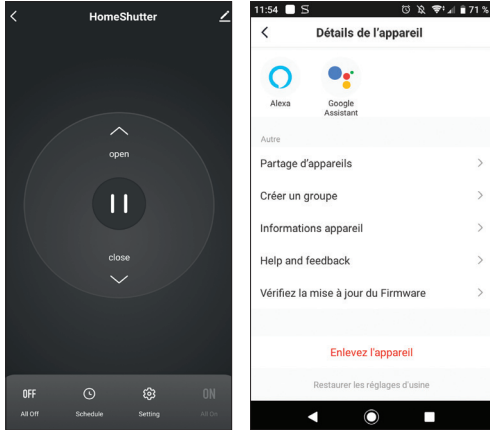 HomeShutter
open
close
OFF
ON
All Off
Schedule
Setting
All On
11:54
71 %
Détails de l'appareil
Alexa
Google
Assistant
Autre
Partage d'appareils
Créer un groupe
Informations appareil
Help and feedback
Vérifiez la mise à jour du Firmware
Enlevez l'appareil
Restaurer les réglages d'usine